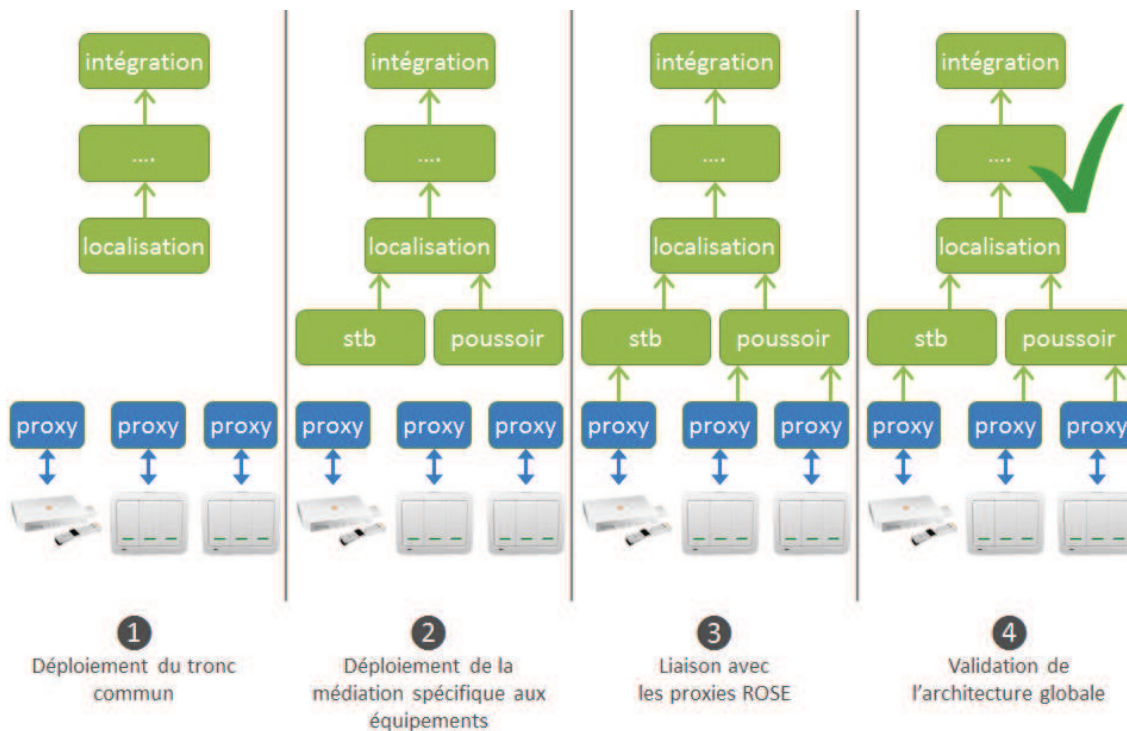 intégration
....
localisation
proxy
proxy
proxy
1
Déploiement du tronc
commun
intégration
....
localisation
stb
poussoir
proxy
proxy
proxy
2
Déploiement de la
médiation spécifique aux
équipements
intégration
....
localisation
stb
poussoir
proxy
proxy
proxy
3
Liaison avec
les proxies ROSE
intégration
....
localisation
stb
poussoir
proxy
proxy
proxy
4
Validation de
l'architecture globale